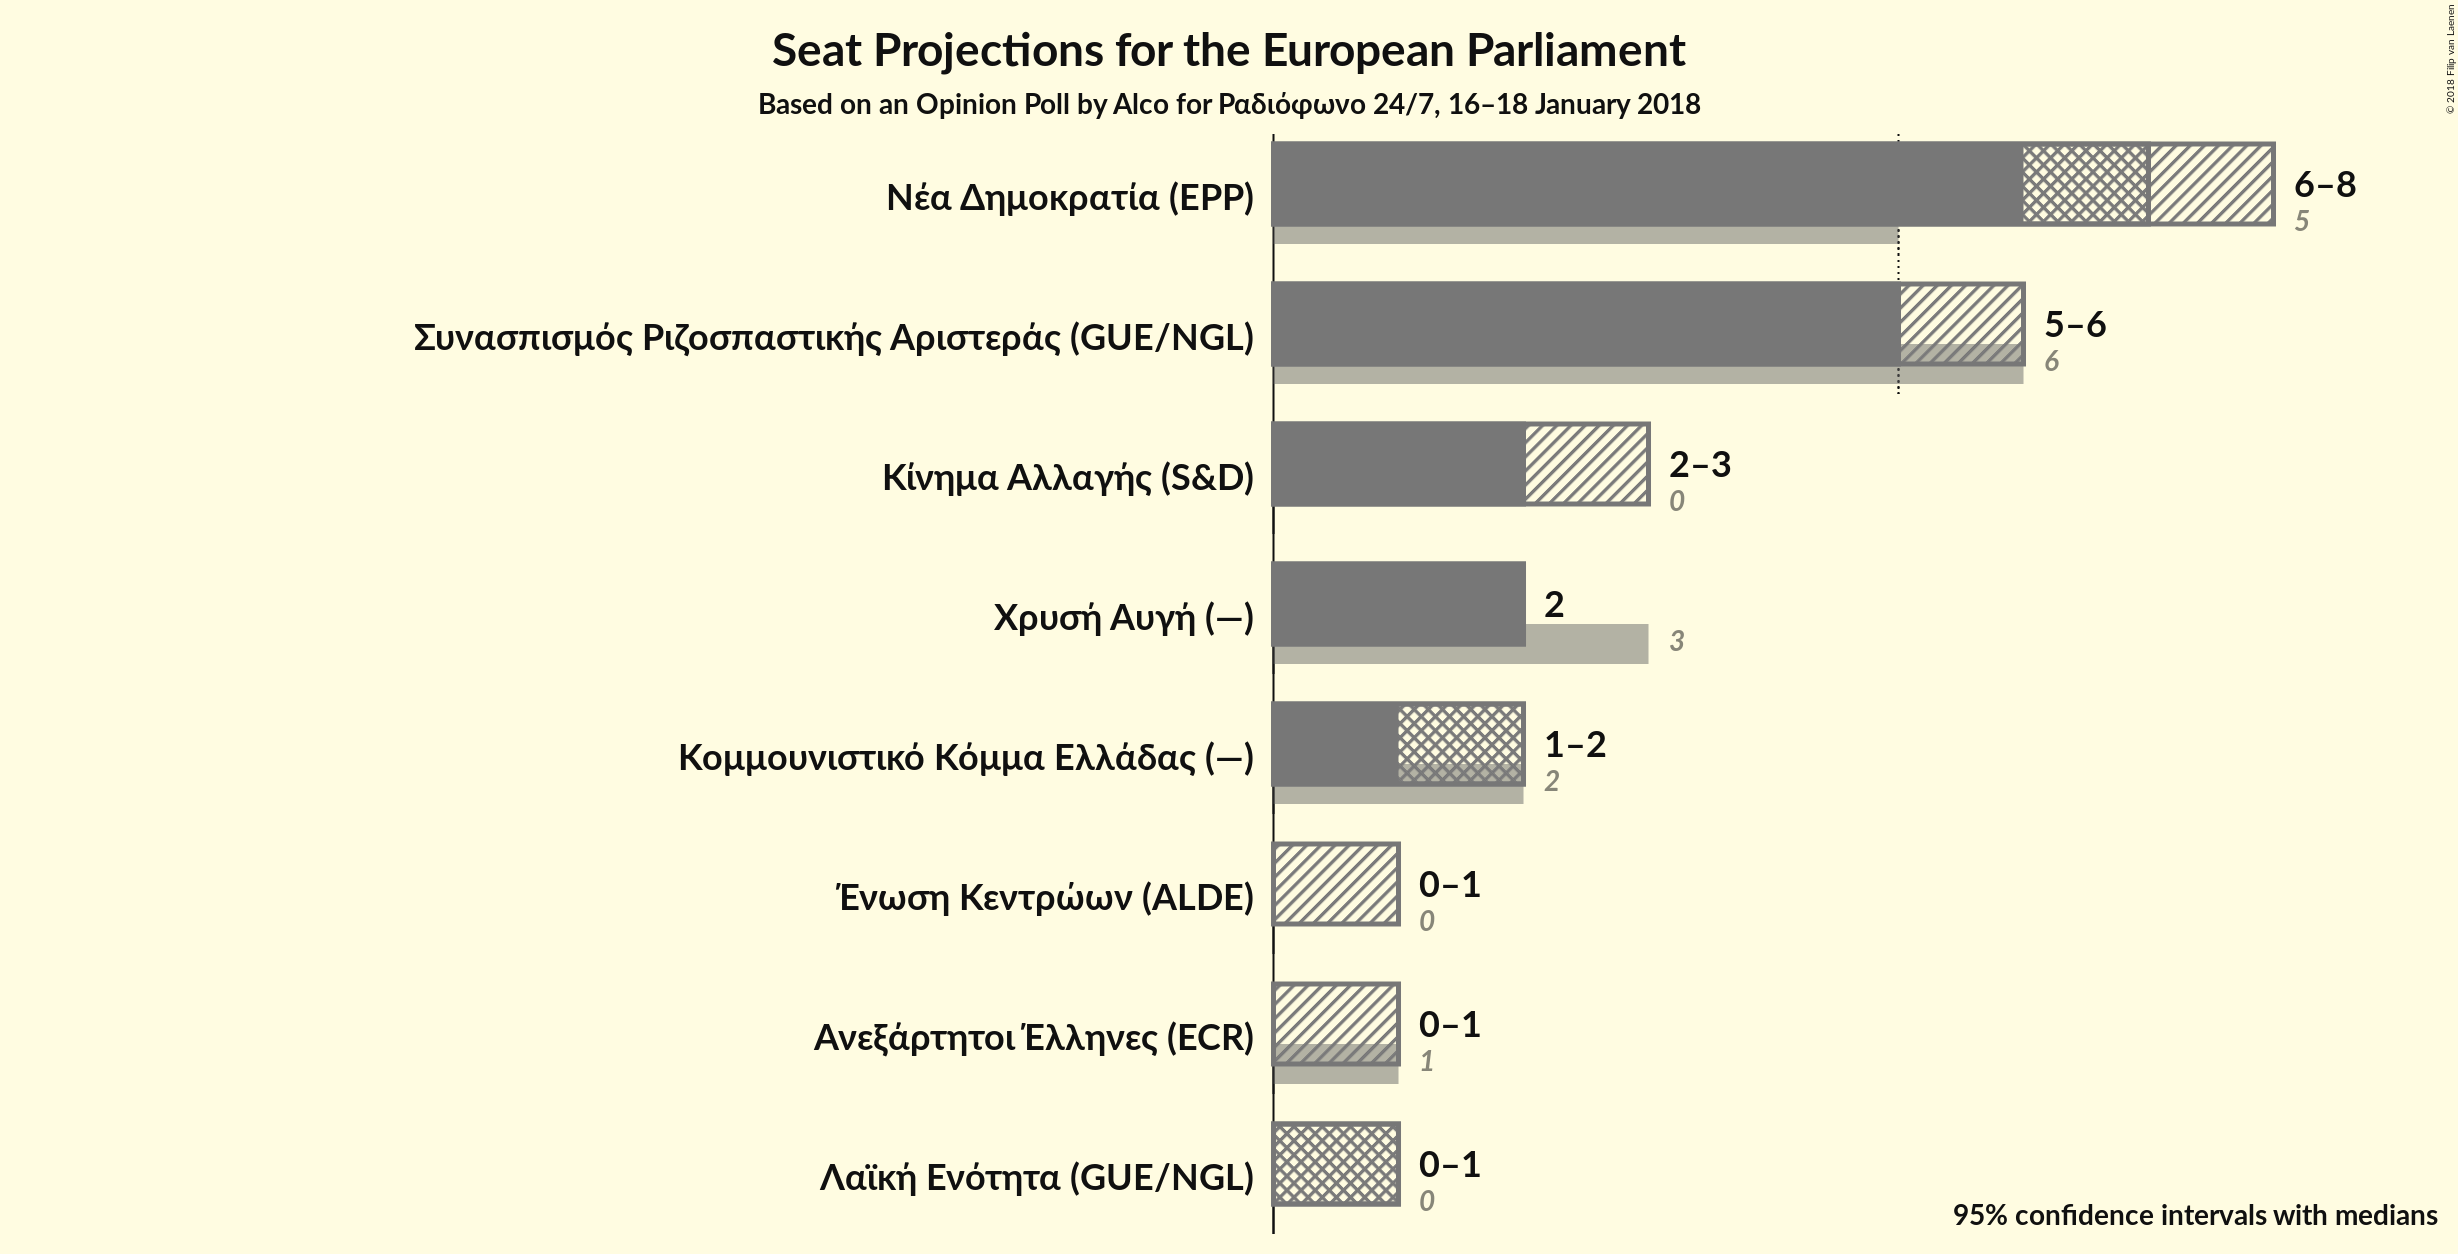 Seat Projections for the European Parliament
Based on an Opinion Poll by Alco for Ραδιόφωνο 24/7, 16–18 January 2018
© 2018 Filip van Laenen
Νέα Δημοκρατία (EPP)
6–8
5
Συνασπισμός Ριζοσπαστικής Αριστεράς (GUE/NGL)
5–6
6
Κίνημα Αλλαγής (S&D)
2–3
0
Χρυσή Αυγή (—)
2
3
Κομμουνιστικό Κόμμα Ελλάδας (—)
1–2
2
Ένωση Κεντρώων (ALDE)
0–1
0
Ανεξάρτητοι Έλληνες (ECR)
0–1
1
Λαϊκή Ενότητα (GUE/NGL)
0–1
0
95% confidence intervals with medians